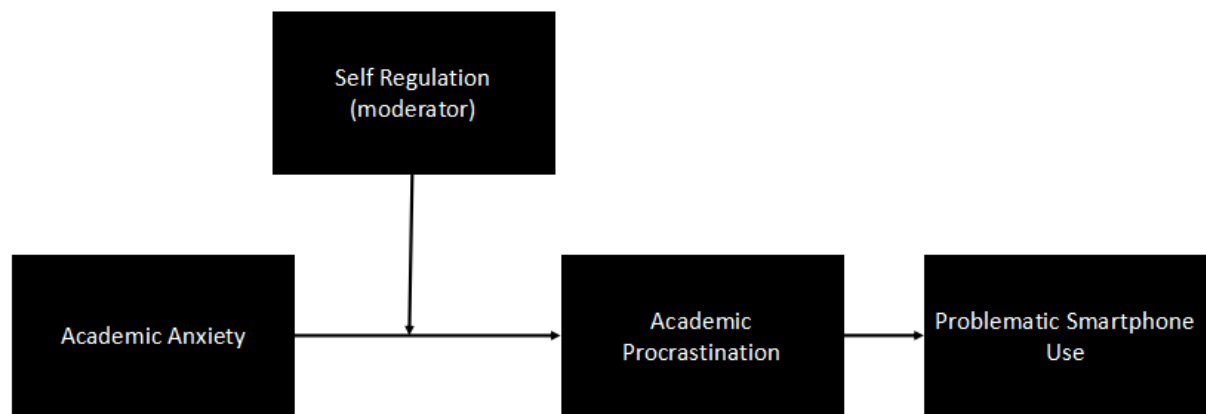 Self Regulation
(moderator)
Academic Anxiety
Academic
Procrastination
Problematic Smartphone
Use